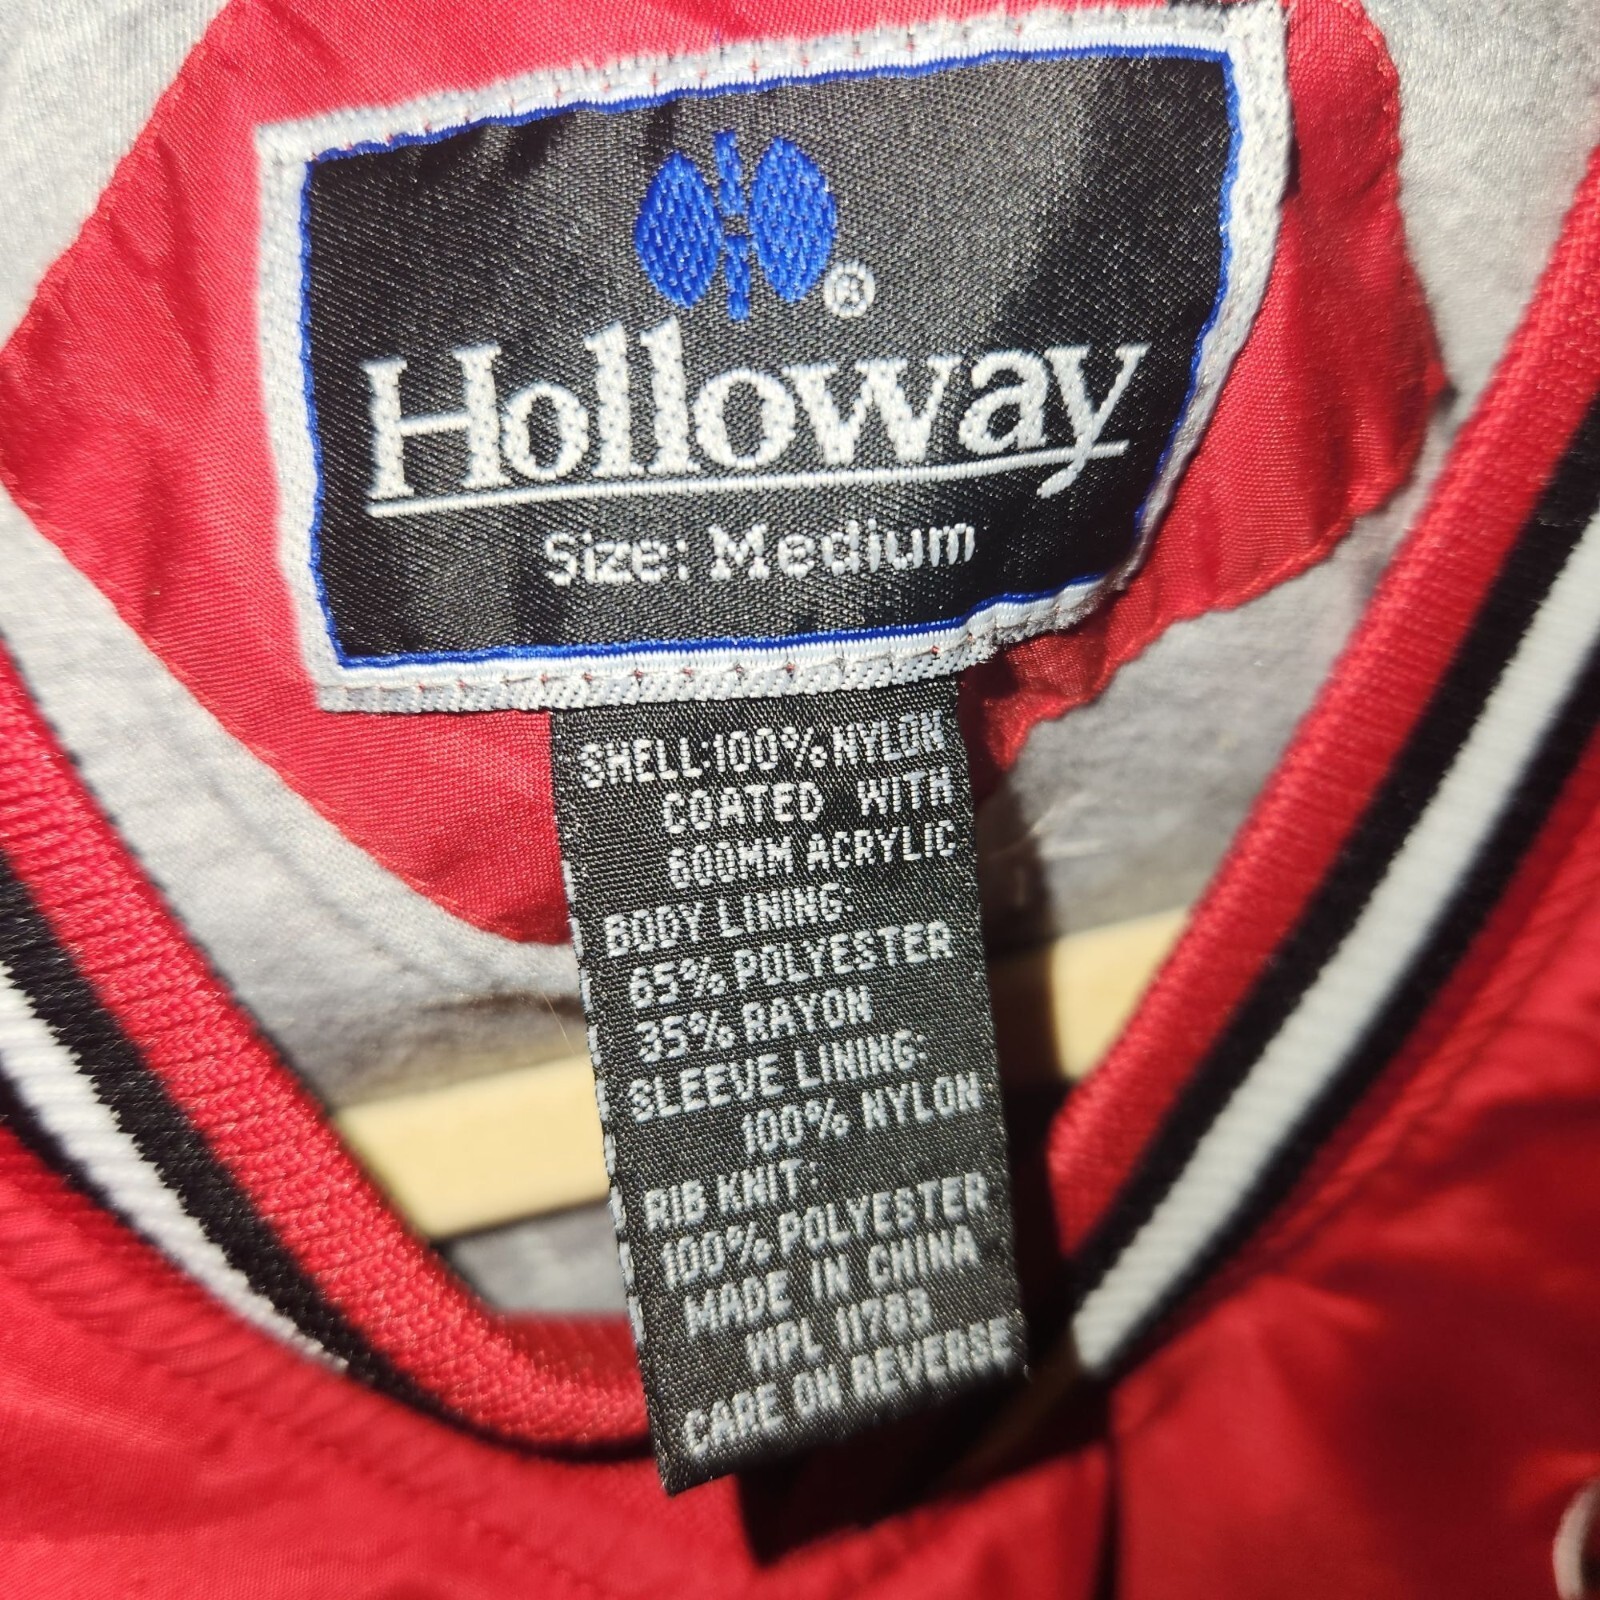 ®
Holloway
Size: Medium
SHELL:100% NYLON
COATED WITH
600MM ACRYLIC
BODY LINING:
65% POLYESTER
35% RAYON
SLEEVE LINING:
100% NYLON
RIB KNIT:
100% POLYESTER
MADE IN CHINA
WPL 11783
CARE ON REVERSE